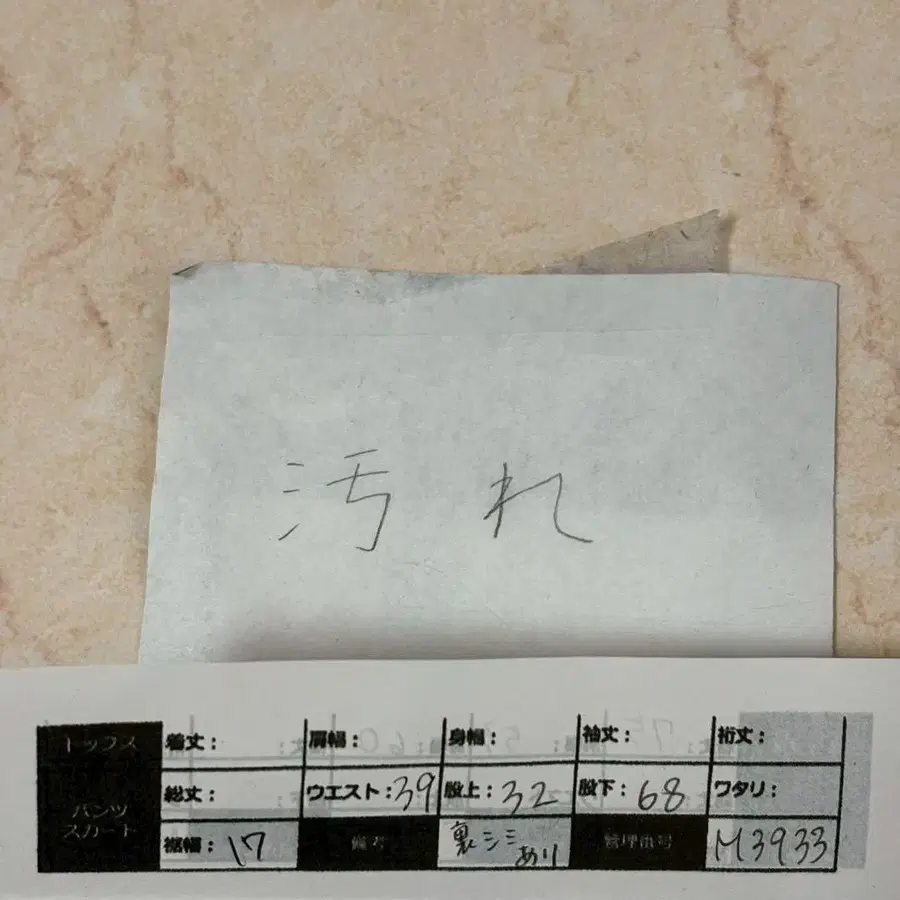 汚れ
トップス 着丈: 肩幅: 身幅: 袖丈: 裄丈:
パンツ スカート 総丈: ウエスト:39 股上:32 股下:68 ワタリ:
裾幅:17 備考 裏シミあり 管理番号 M3933